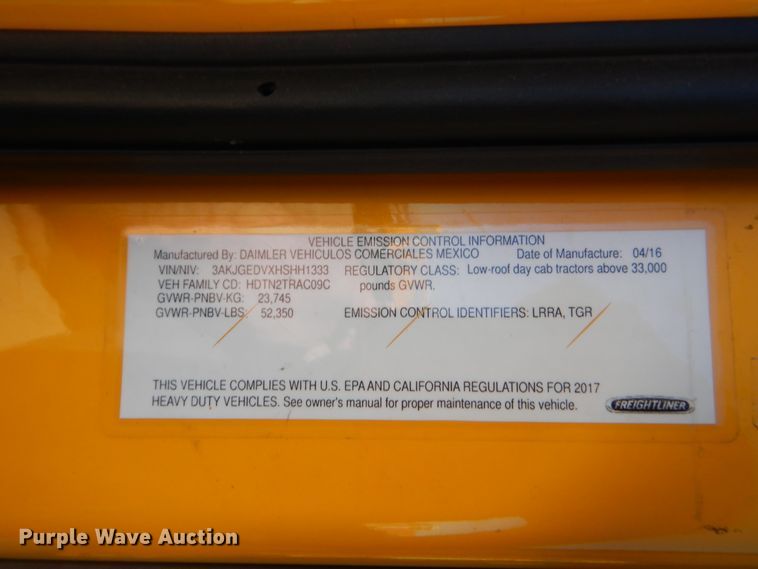 VEHICLE EMISSION CONTROL INFORMATION
Manufactured By: DAIMLER VEHICULOS COMERCIALES MEXICO Date of Manufacture: 04/16
VIN/NIV: 3AKJGEDVXHSHH1333 REGULATORY CLASS: Low-roof day cab tractors above 33,000
VEH FAMILY CD: HDTN2TRAC09C pounds GVWR.
GVWR-PNBV-KG: 23,745
GVWR-PNBV-LBS: 52,350 EMISSION CONTROL IDENTIFIERS: LRRA, TGR
THIS VEHICLE COMPLIES WITH U.S. EPA AND CALIFORNIA REGULATIONS FOR 2017
HEAVY DUTY VEHICLES. See owner's manual for proper maintenance of this vehicle.
FREIGHTLINER
Purple Wave Auction